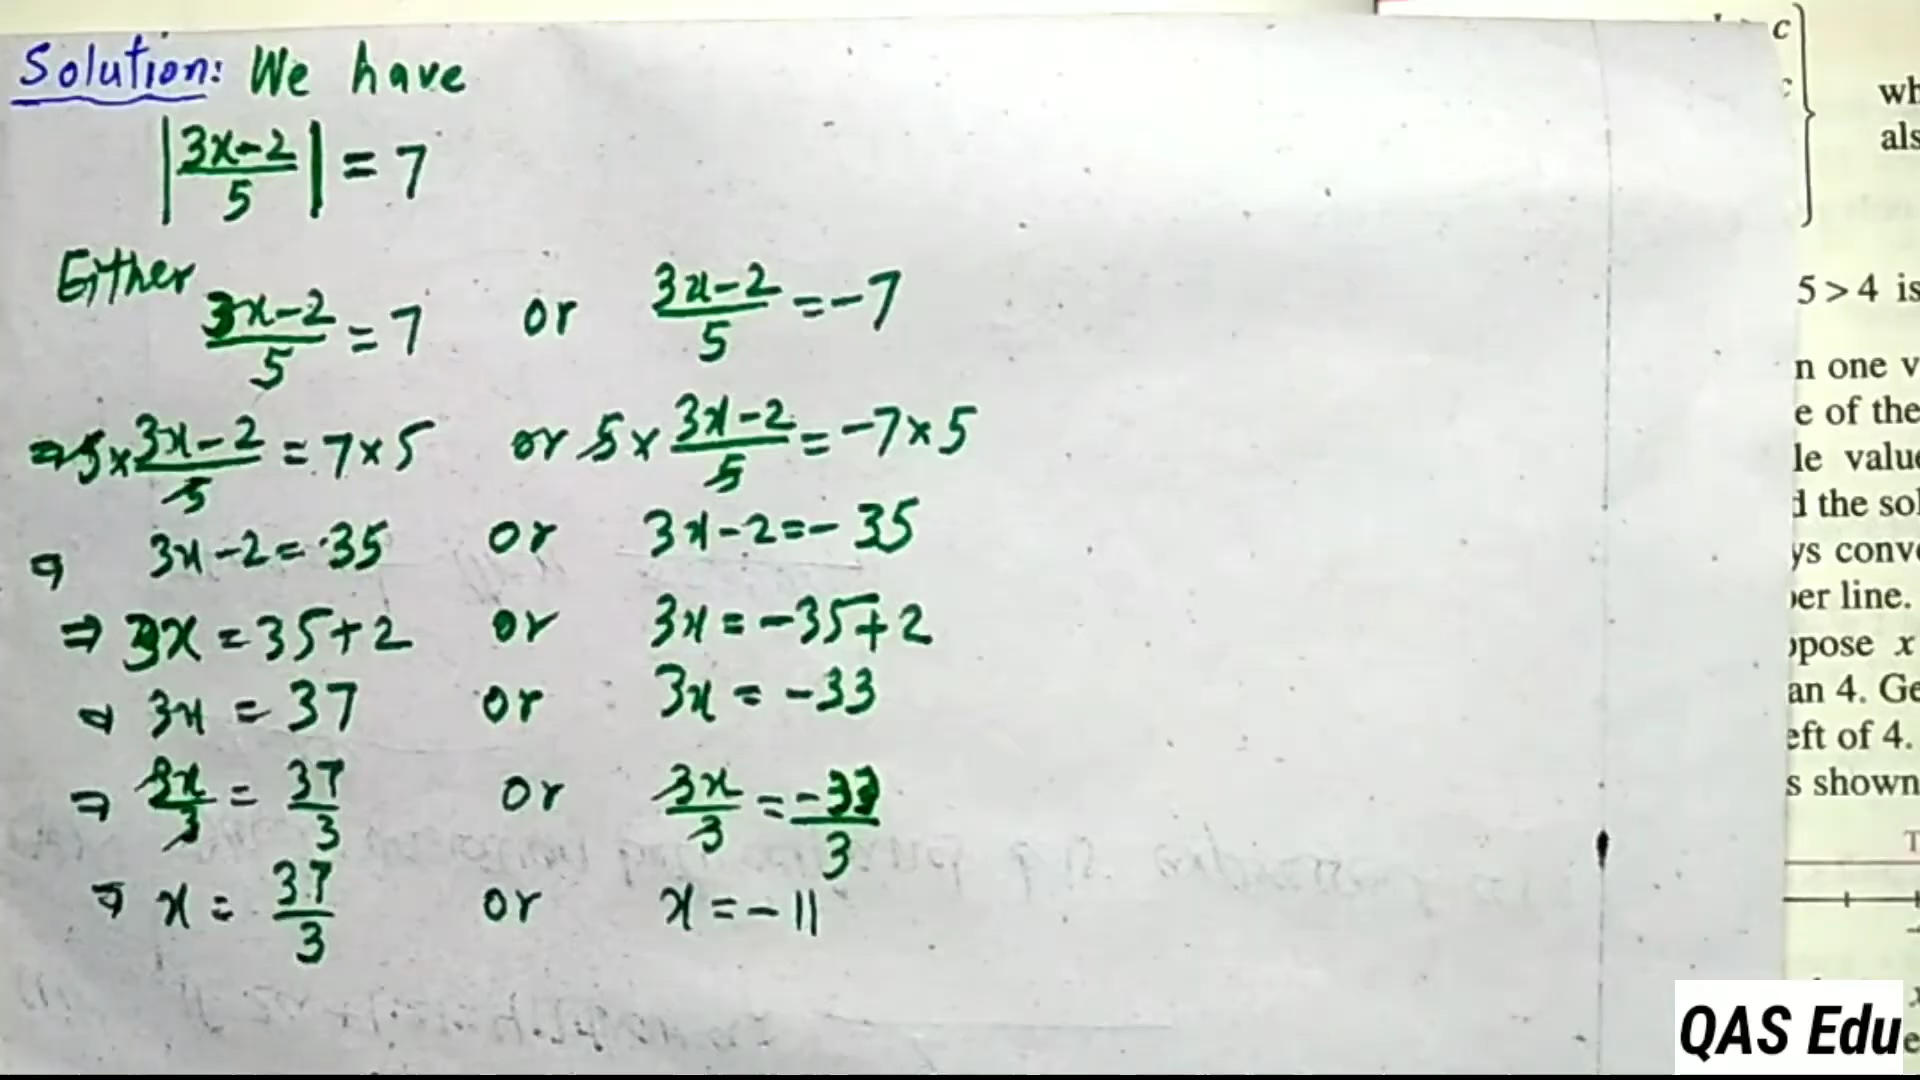 Solution: We have
|3x-2/5| = 7
Either
3x-2/5 = 7 or 3x-2/5 = -7
⇒ 5 × 3x-2/5 = 7×5 or 5 × 3x-2/5 = -7×5
⇒ 3x-2 = 35 or 3x-2 = -35
⇒ 3x = 35+2 or 3x = -35+2
⇒ 3x = 37 or 3x = -33
⇒ 3x/3 = 37/3 or 3x/3 = -33/3
⇒ x = 37/3 or x = -11
c
5 > 4 is
n one v
e of the
le value
d the sol
ys conve
per line.
ppose x
an 4. Ge
eft of 4.
s shown
QAS Edu